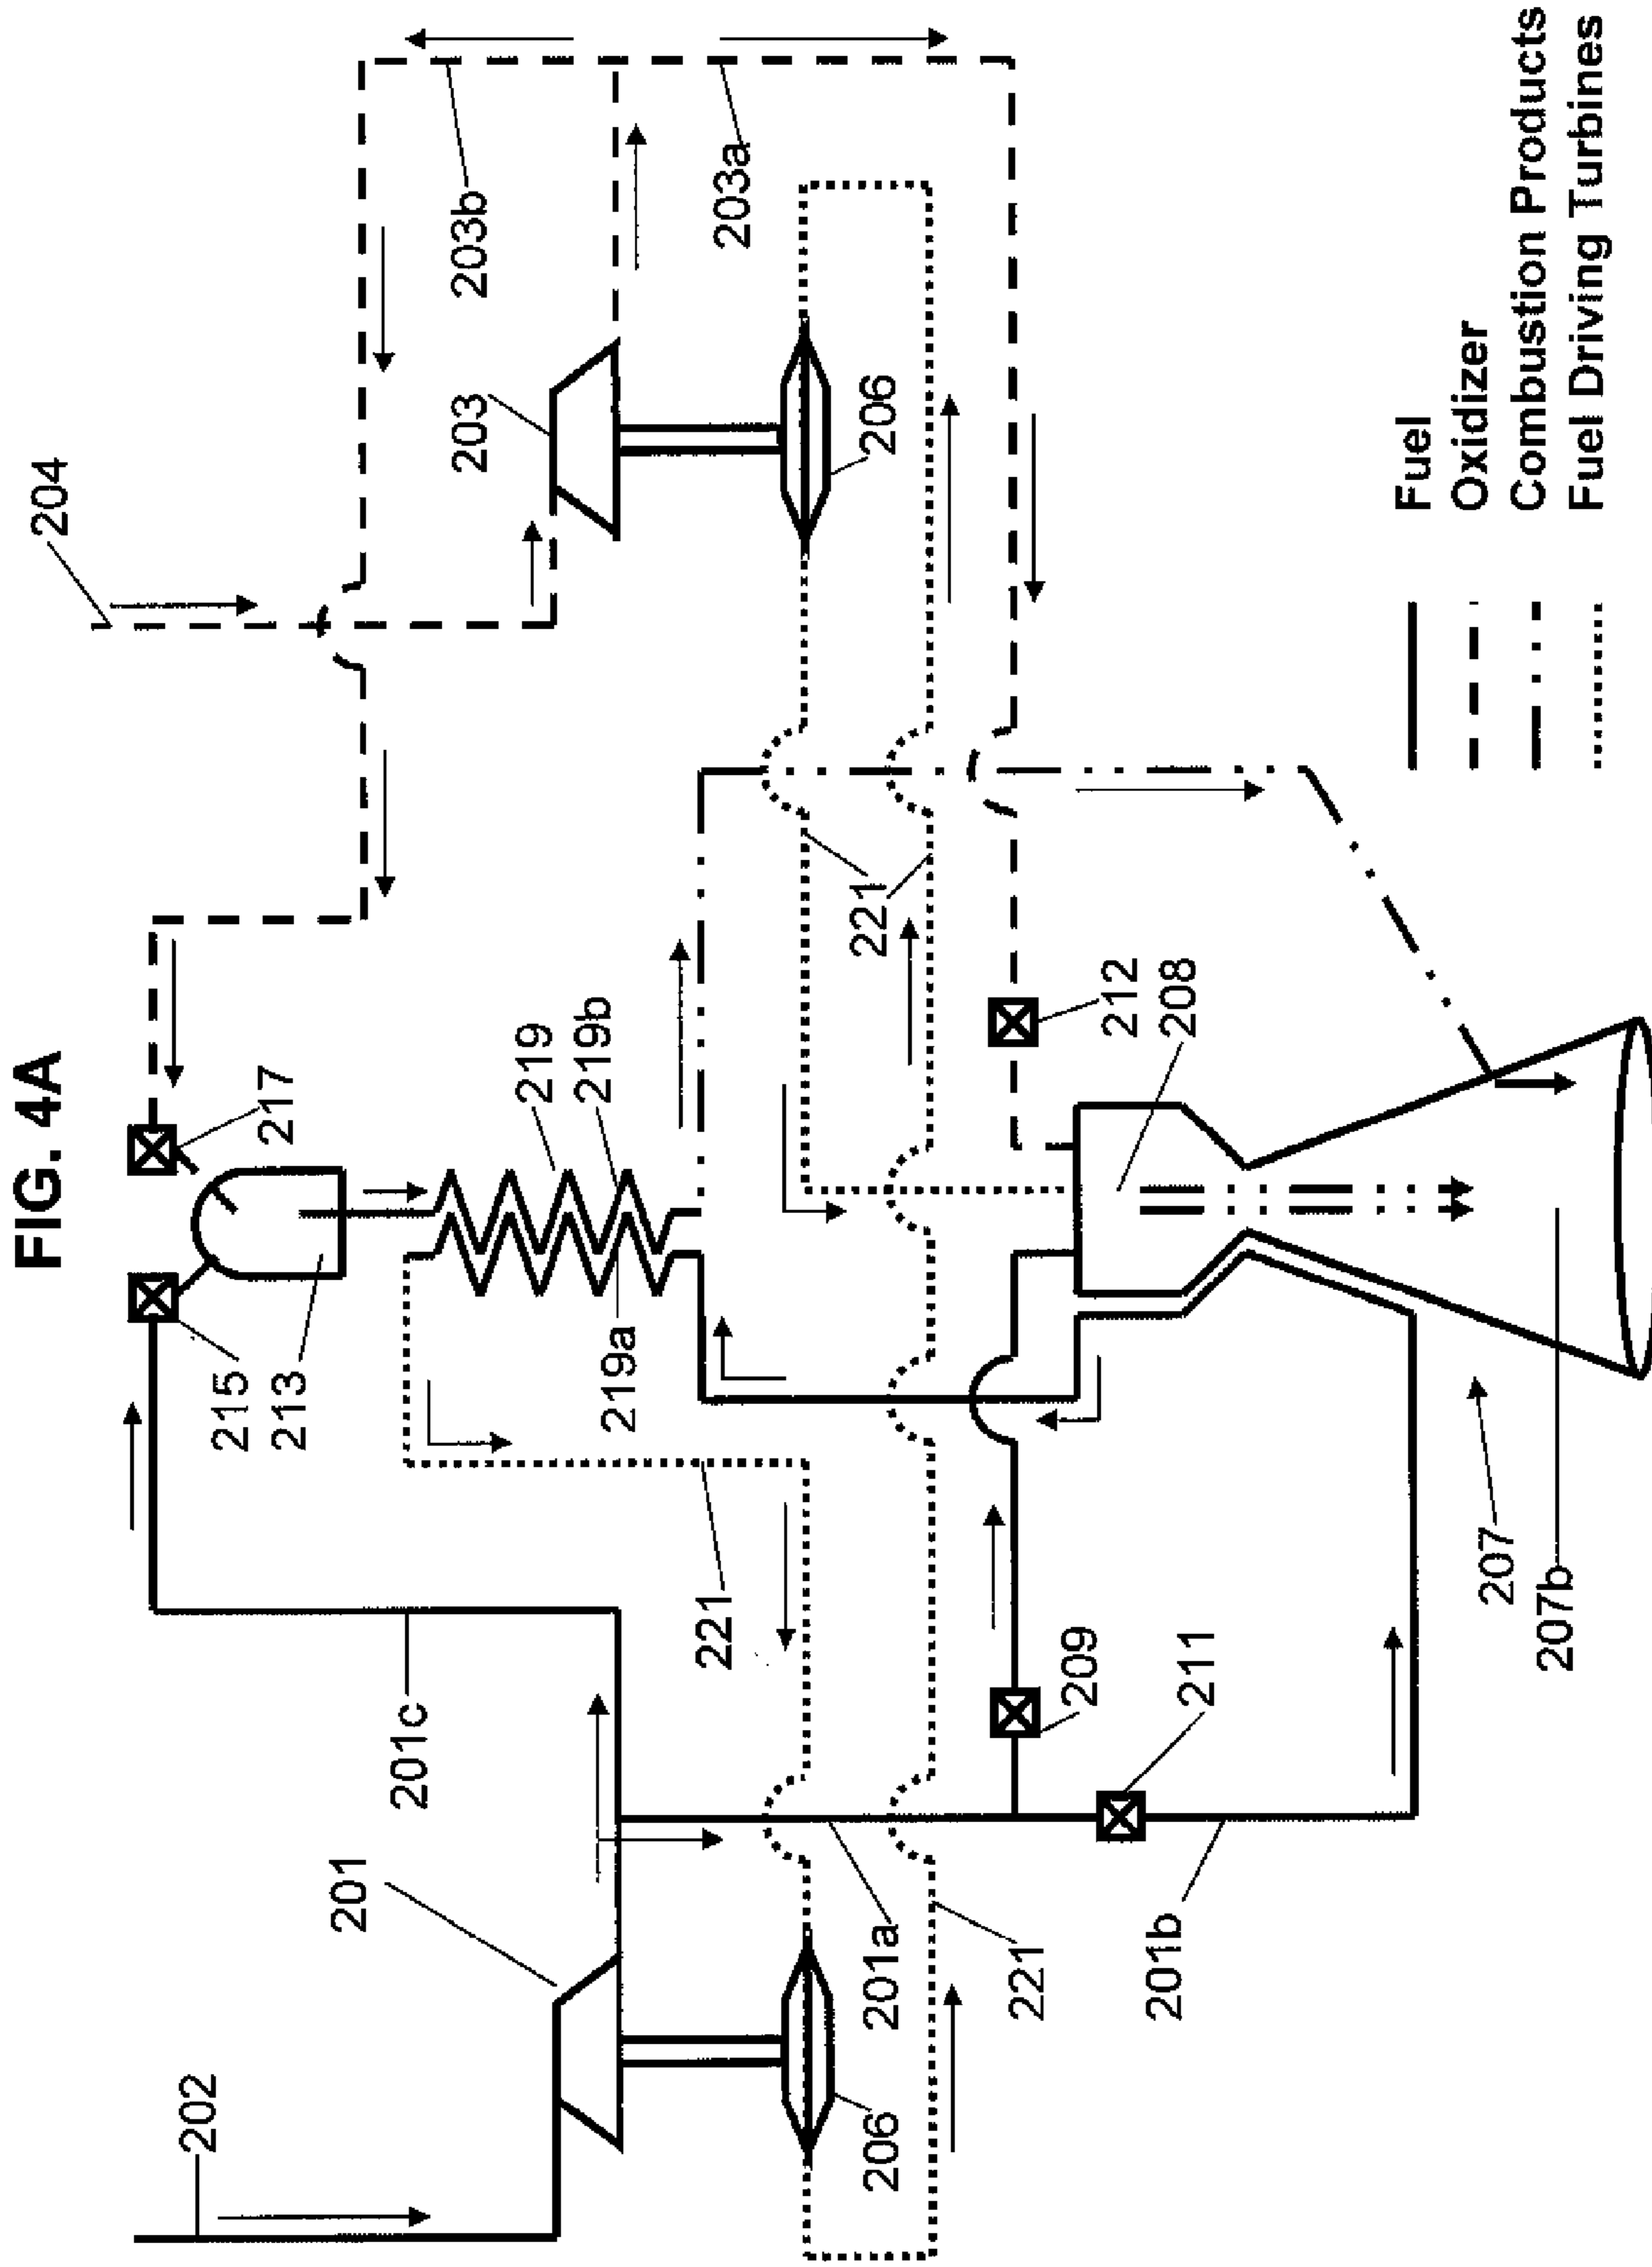 FIG. 4A
202
201
201c
215
213
217
219
219b
219a
204
203
203b
203a
206
206
221
221
221
201a
201b
209
211
212
208
207
207b
Fuel
Oxidizer
Combustion Products
Fuel Driving Turbines